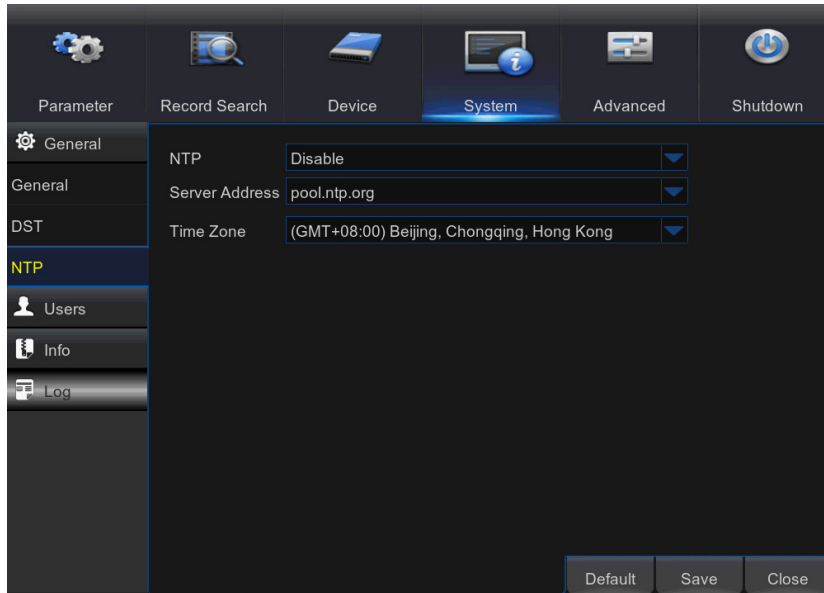 Parameter Record Search Device System Advanced Shutdown
General
General
DST
NTP
Users
Info
Log
NTP Disable
Server Address pool.ntp.org
Time Zone (GMT+08:00) Beijing, Chongqing, Hong Kong
Default Save Close